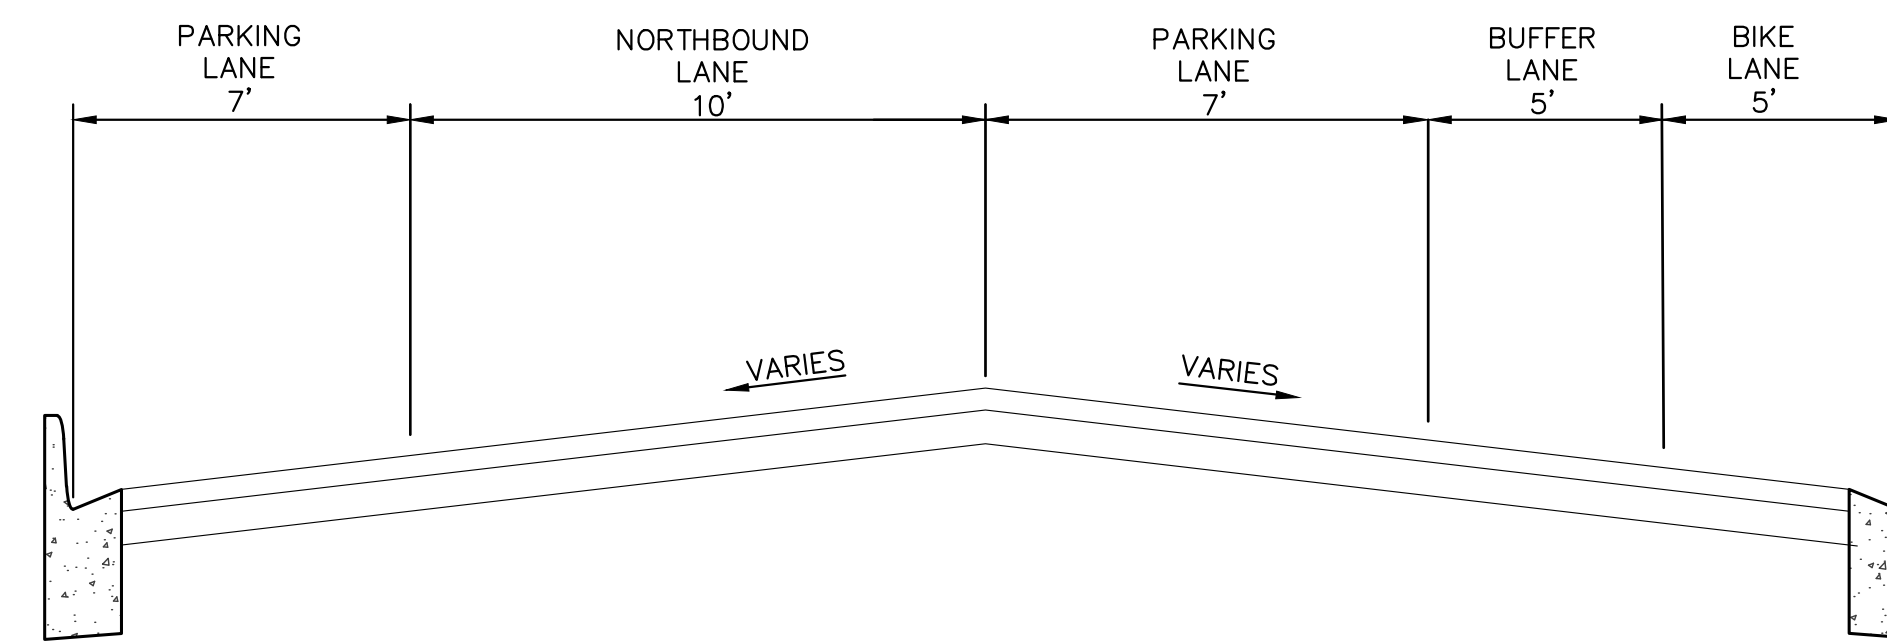 PARKING
LANE
7'
NORTHBOUND
LANE
10'
PARKING
LANE
7'
BUFFER
LANE
5'
BIKE
LANE
5'
VARIES
VARIES